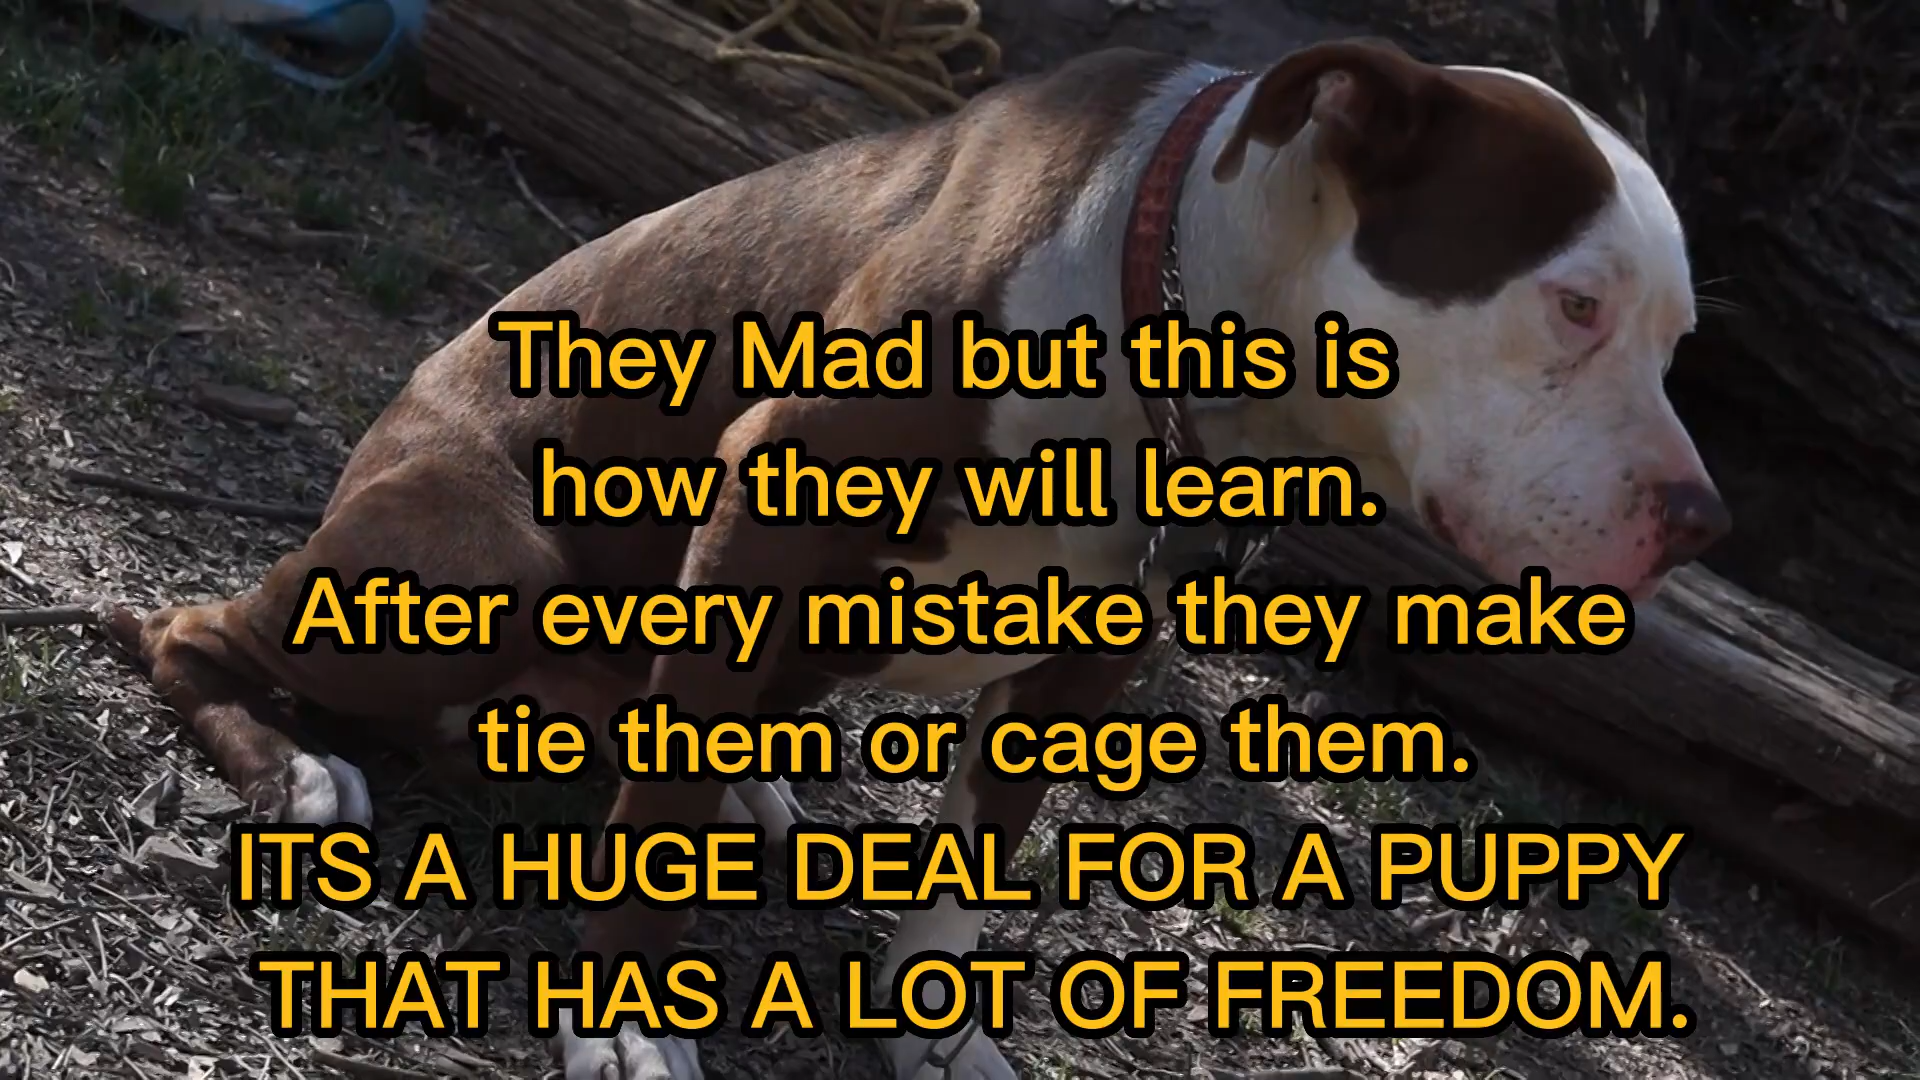 They Mad but this is
how they will learn.
After every mistake they make
tie them or cage them.
ITS A HUGE DEAL FOR A PUPPY
THAT HAS A LOT OF FREEDOM.